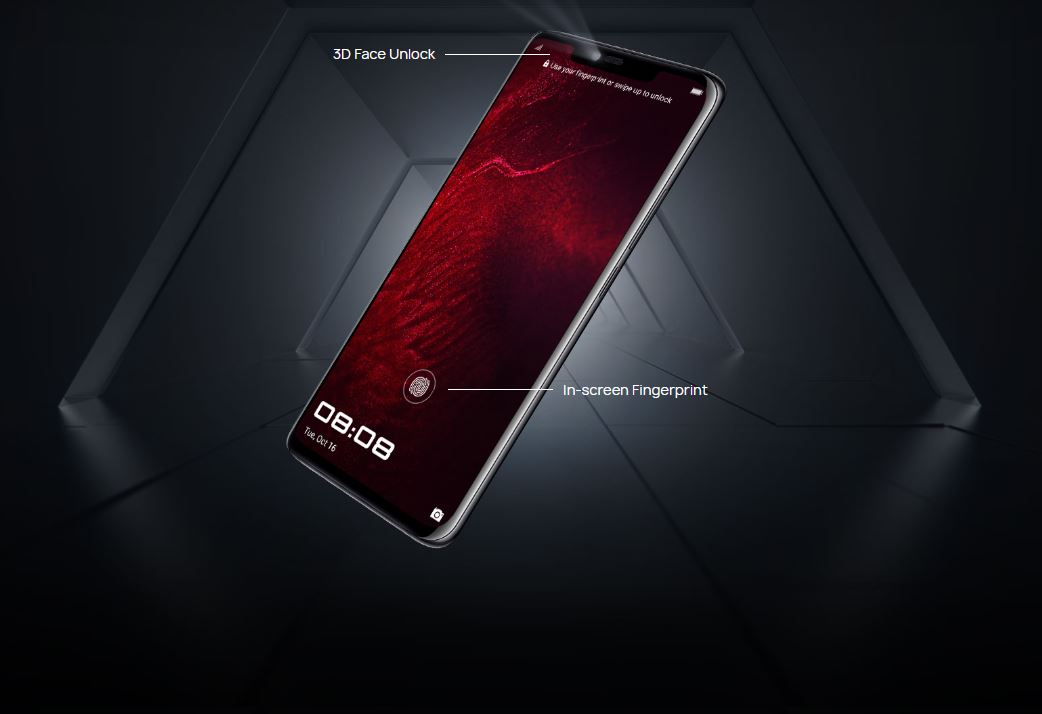 3D Face Unlock
Use your fingerprint or swipe up to unlock
In-screen Fingerprint
08:08
Tue, Oct 16